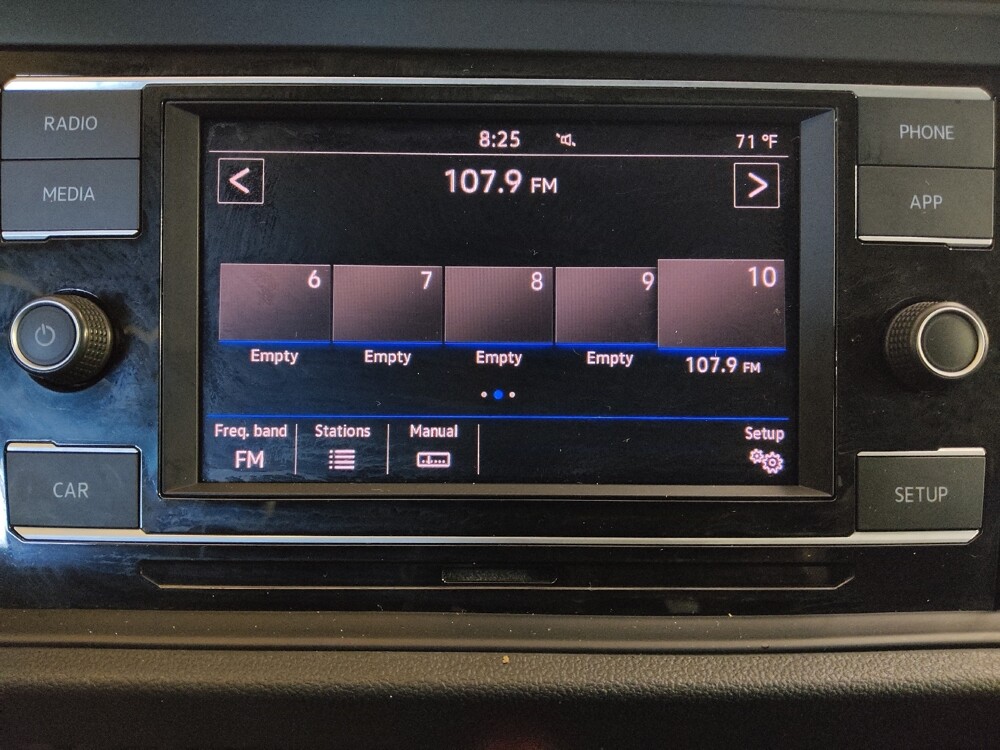 RADIO
MEDIA
CAR
8:25 71 °F
< 107.9 FM >
6 7 8 9 10
Empty Empty Empty Empty 107.9 FM
Freq. band Stations Manual Setup
FM
PHONE
APP
SETUP